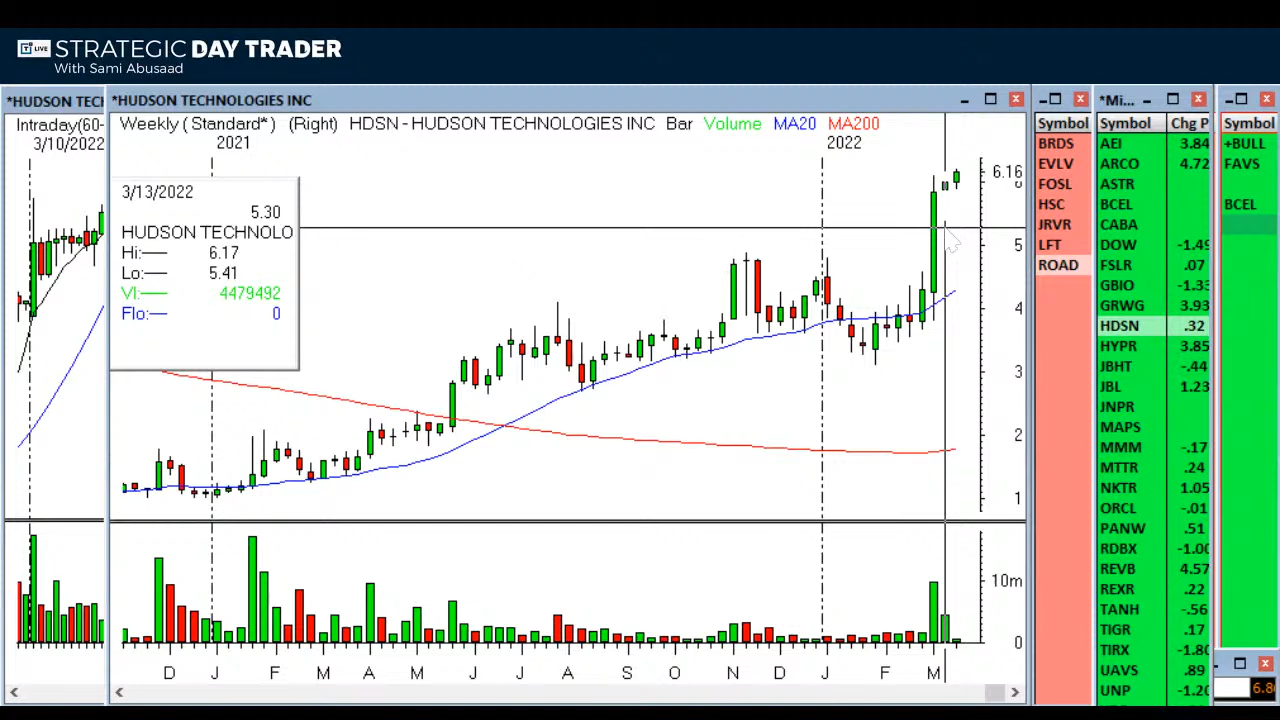 T LIVE STRATEGIC DAY TRADER
With Sami Abusaad
*HUDSON TECH
Intraday(60-
3/10/2022
*HUDSON TECHNOLOGIES INC
Weekly ( Standard* ) (Right) HDSN - HUDSON TECHNOLOGIES INC Bar Volume MA20 MA200
2021
2022
3/13/2022
5.30
HUDSON TECHNOLO
Hi: 6.17
Lo: 5.41
Vl: 4479492
Flo: 0
6.16
5
4
3
2
1
10m
0
D J F M A M J J A S O N D J F M
Symbol
BRDS
EVLV
FOSL
HSC
JRVR
LFT
ROAD
*Mi...
Symbol Chg P
AEI 3.84
ARCO 4.72
ASTR
BCEL
CABA
DOW -1.49
FSLR .07
GBIO -1.33
GRWG 3.93
HDSN .32
HYPR 3.85
JBHT -.44
JBL 1.23
JNPR
MAPS
MMM -.17
MTTR .24
NKTR 1.05
ORCL -.01
PANW .51
RDBX -1.00
REVB 4.57
REXR .22
TANH -.56
TIGR .17
TIRX -1.80
UAVS .89
UNP -1.20
Symbol
+BULL
FAVS
BCEL
6.8